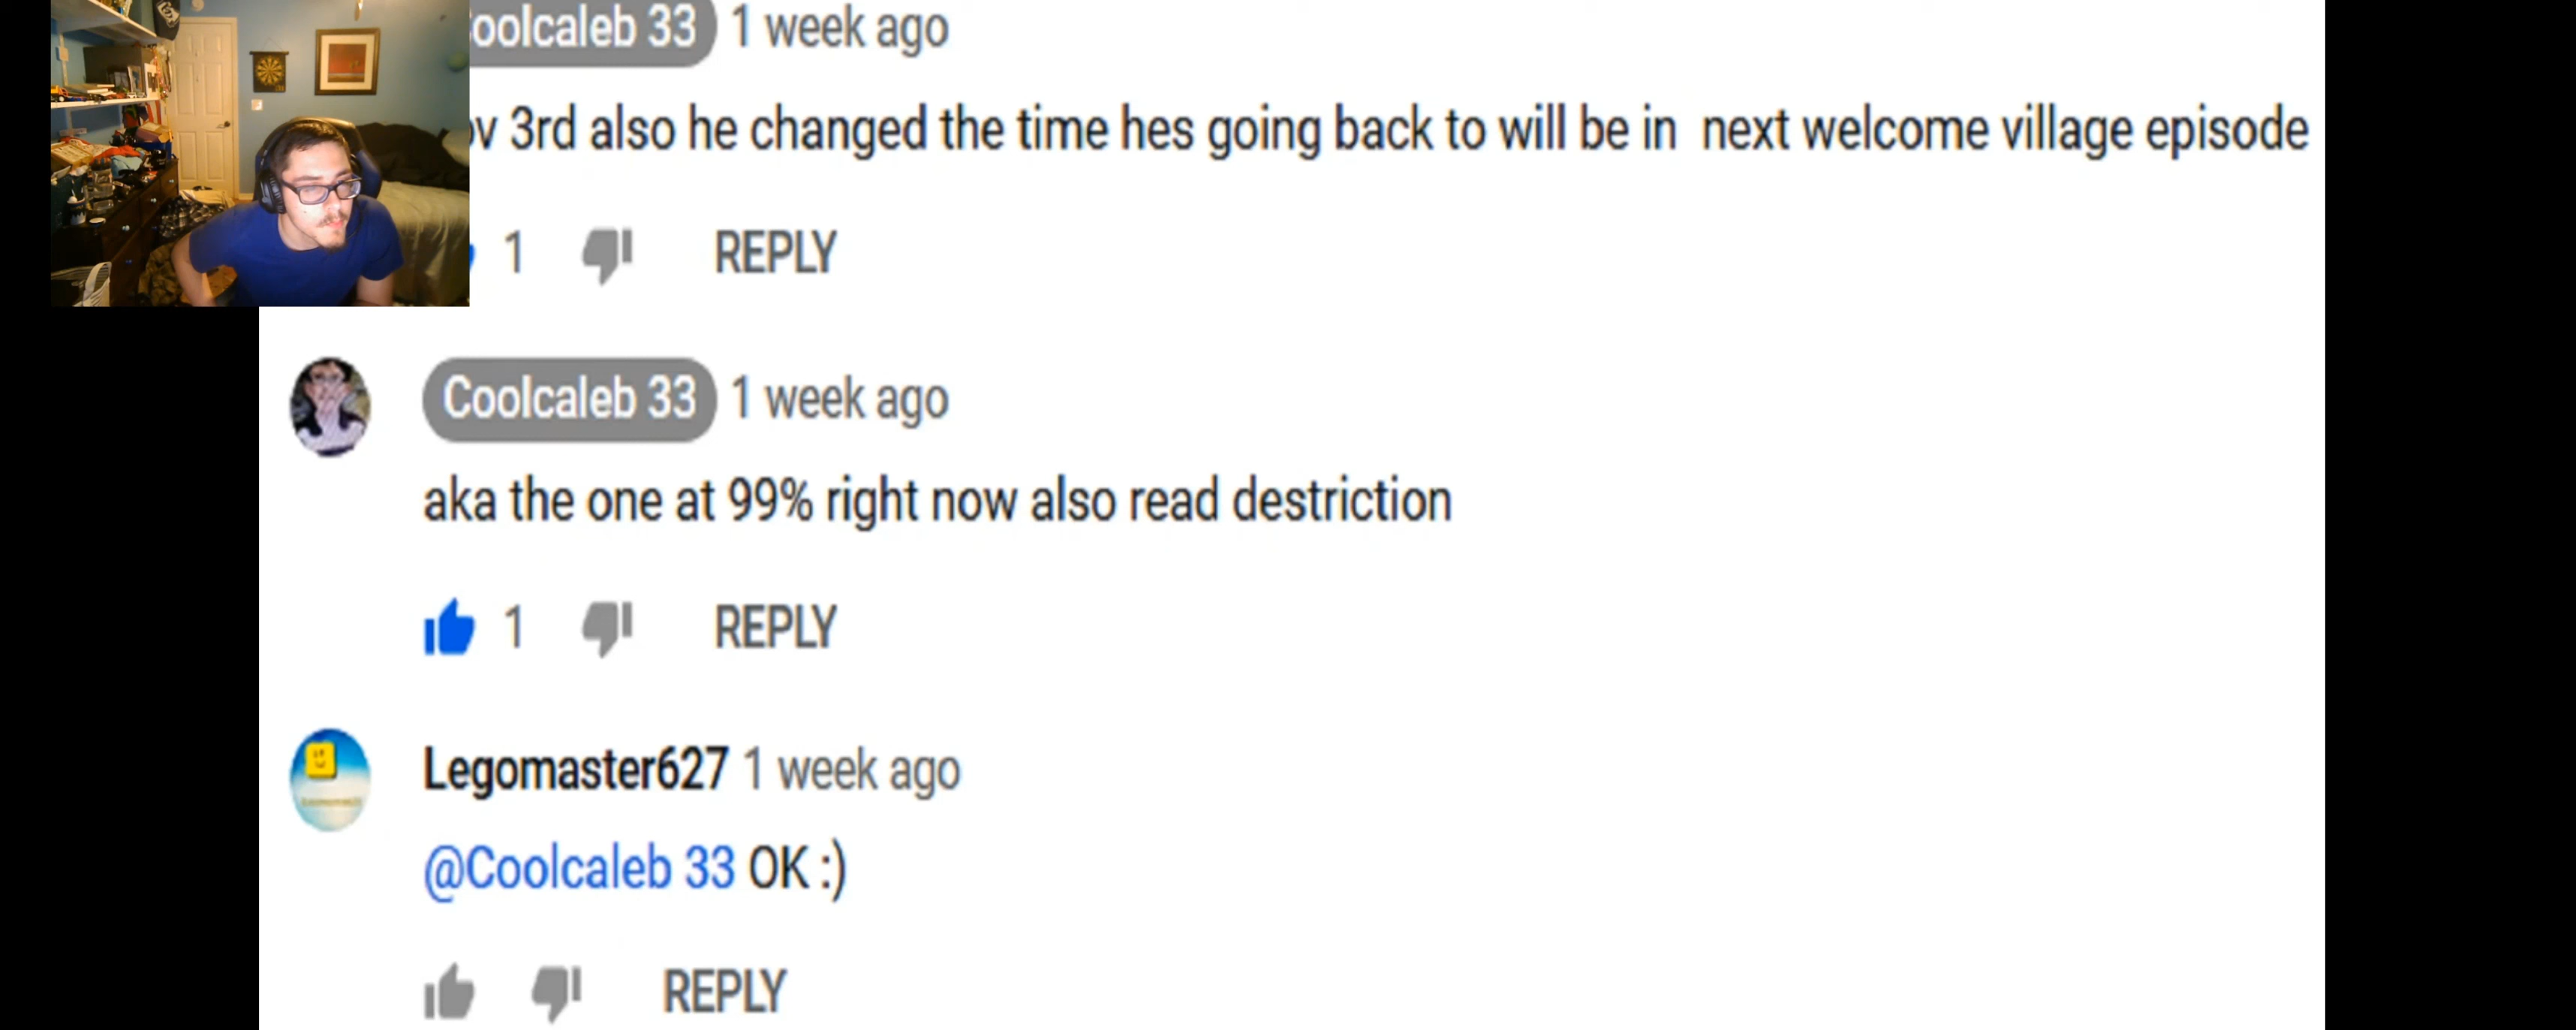 oolcaleb 33 1 week ago
ov 3rd also he changed the time hes going back to will be in next welcome village episode
1 REPLY
Coolcaleb 33 1 week ago
aka the one at 99% right now also read destriction
1 REPLY
Legomaster627 1 week ago
@Coolcaleb 33 OK :)
REPLY